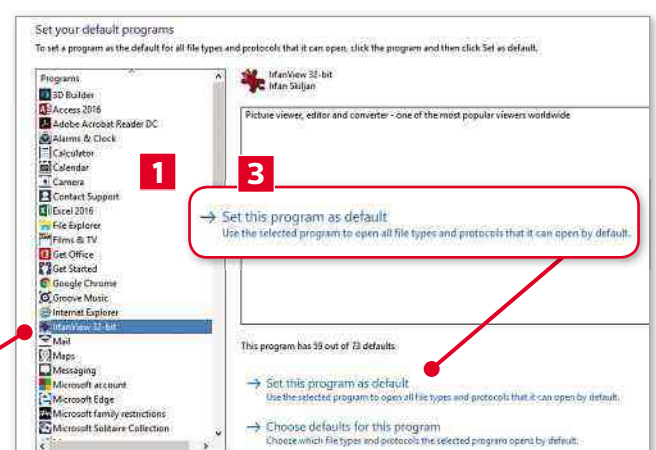 Set your default programs
To set a program as the default for all file types and protocols that it can open, click the program and then click Set as default.
Programs
3D Builder
Access 2016
Adobe Acrobat Reader DC
Alarms & Clock
Calculator
Calendar
Camera
Contact Support
Excel 2016
File Explorer
Films & TV
Get Office
Get Started
Google Chrome
Groove Music
Internet Explorer
IrfanView 32-bit
Mail
Maps
Messaging
Microsoft account
Microsoft Edge
Microsoft family restrictions
Microsoft Solitaire Collection
1
IrfanView 32-bit
Irfan Skiljan
Picture viewer, editor and converter - one of the most popular viewers worldwide
3
Set this program as default
Use the selected program to open all file types and protocols that it can open by default.
This program has 39 out of 73 defaults
Set this program as default
Use the selected program to open all file types and protocols that it can open by default.
Choose defaults for this program
Choose which file types and protocols the selected program opens by default.